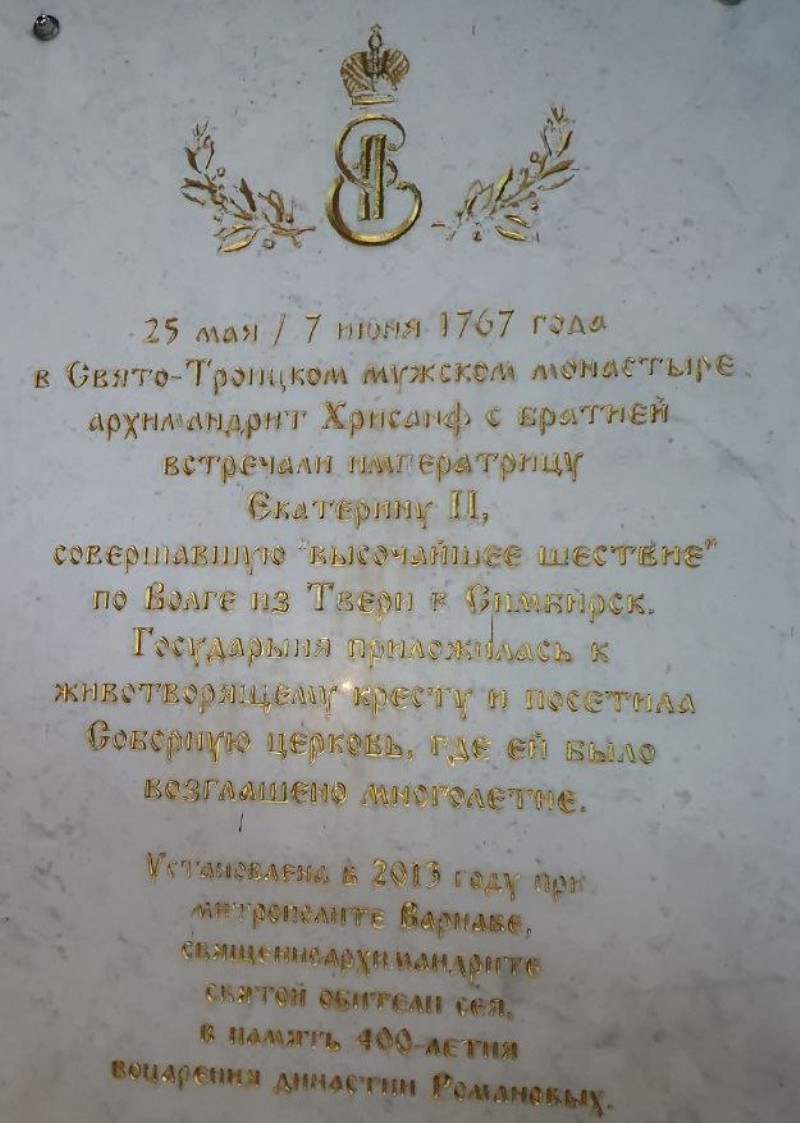 Е II
25 мая / 7 июня 1767 года
в Свято-Троицком мужском монастыре
архимандрит Хрисанф с братией
встречали императрицу
Екатерину II,
совершавшую "высочайшее шествие"
по Волге из Твери в Симбирск.
Государыня приложилась к
животворящему кресту и посетила
Соборную церковь, где ей было
возглашено многолетие.
Установлена в 2013 году при
митрополите Варнаве,
священноархимандрите
святой обители сея,
в память 400-летия
воцарения династии Романовых.